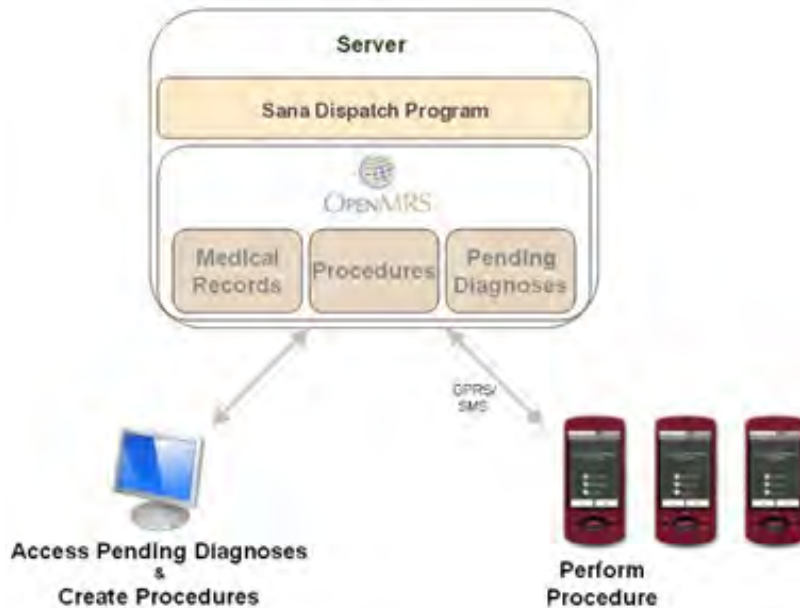 Server
Sana Dispatch Program
OPENMRS
Medical
Records
Procedures
Pending
Diagnoses
GPRS/
SMS
Access Pending Diagnoses
&
Create Procedures
Perform
Procedure